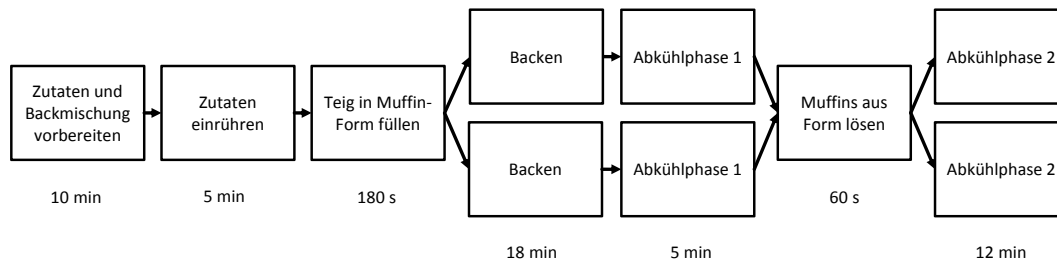 Zutaten und
Backmischung
vorbereiten
10 min
Zutaten
einrühren
5 min
Teig in Muffin-
Form füllen
180 s
Backen
Backen
18 min
Abkühlphase 1
Abkühlphase 1
5 min
Muffins aus
Form lösen
60 s
Abkühlphase 2
Abkühlphase 2
12 min